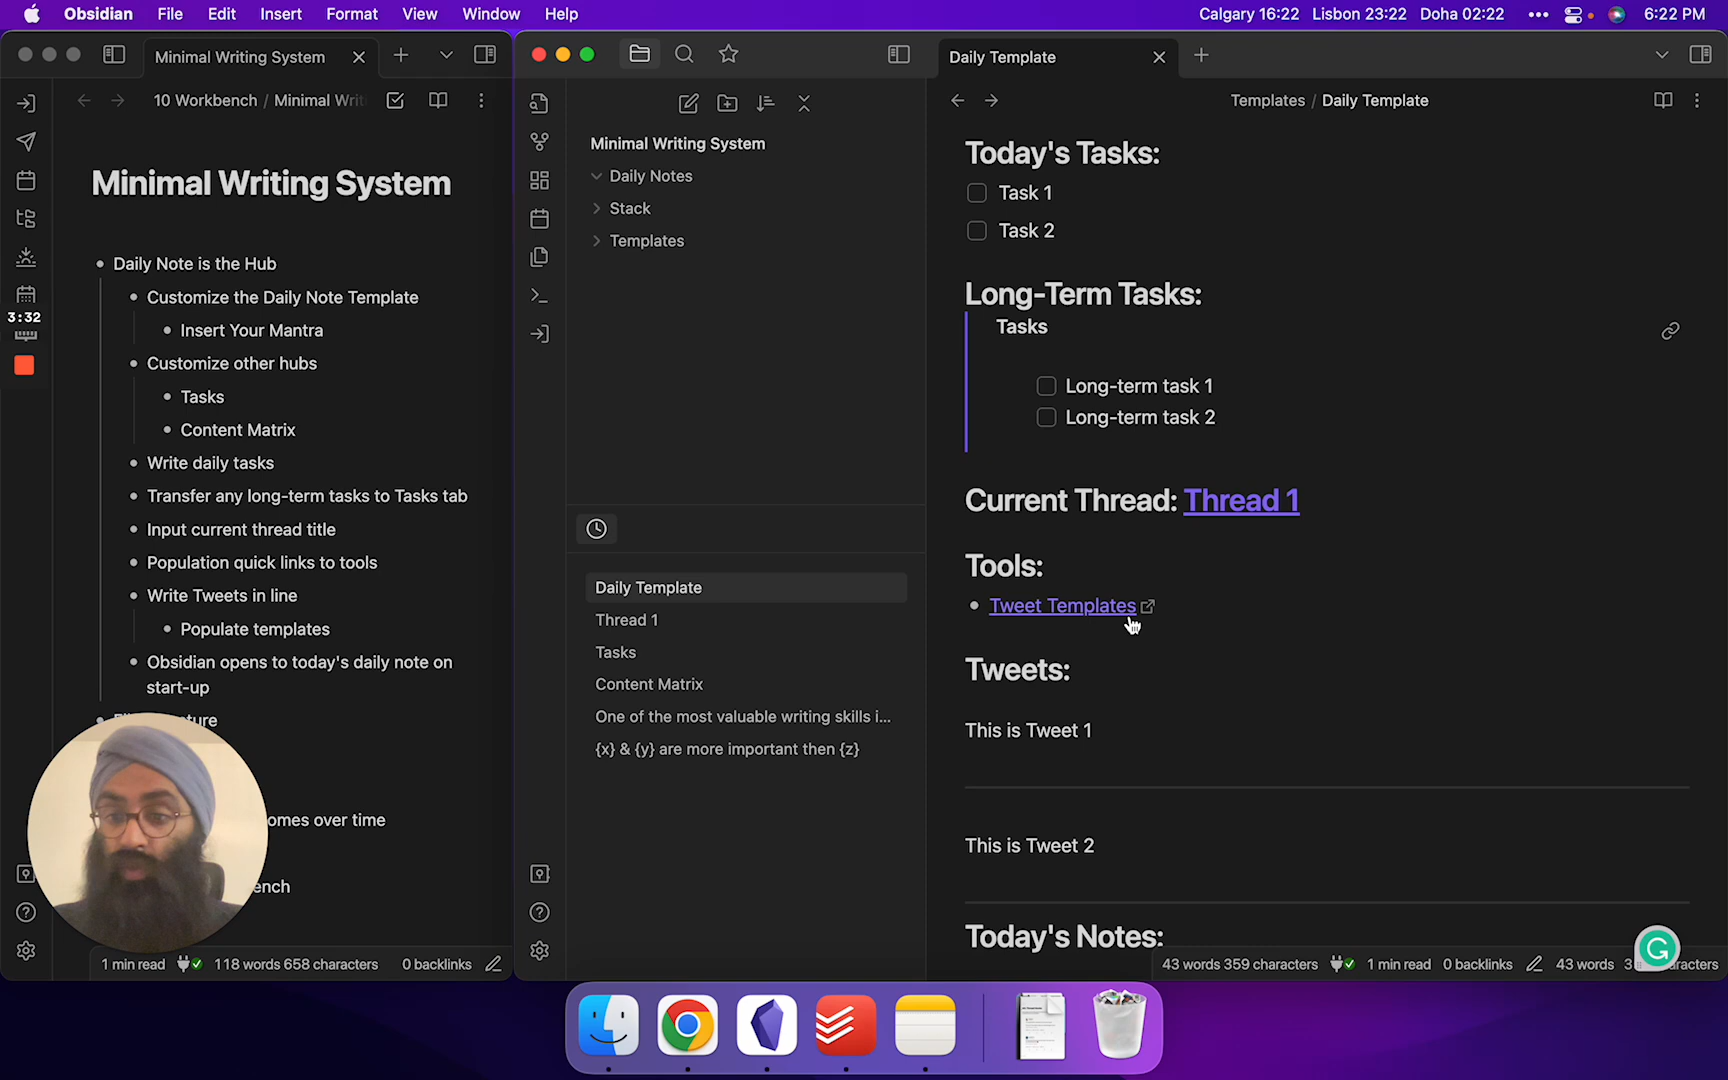 Obsidian File Edit Insert Format View Window Help
Calgary 16:22 Lisbon 23:22 Doha 02:22 6:22 PM
Minimal Writing System
10 Workbench / Minimal Writ
3:32
Minimal Writing System
Daily Note is the Hub
Customize the Daily Note Template
Insert Your Mantra
Customize other hubs
Tasks
Content Matrix
Write daily tasks
Transfer any long-term tasks to Tasks tab
Input current thread title
Population quick links to tools
Write Tweets in line
Populate templates
Obsidian opens to today's daily note on
start-up
ture
omes over time
ench
1 min read 118 words 658 characters 0 backlinks
Minimal Writing System
Daily Notes
Stack
Templates
Daily Template
Thread 1
Tasks
Content Matrix
One of the most valuable writing skills i...
{x} & {y} are more important then {z}
Daily Template
Templates / Daily Template
Today's Tasks:
Task 1
Task 2
Long-Term Tasks:
Tasks
Long-term task 1
Long-term task 2
Current Thread: Thread 1
Tools:
Tweet Templates
Tweets:
This is Tweet 1
This is Tweet 2
Today's Notes:
43 words 359 characters 1 min read 0 backlinks 43 words 3 aracters